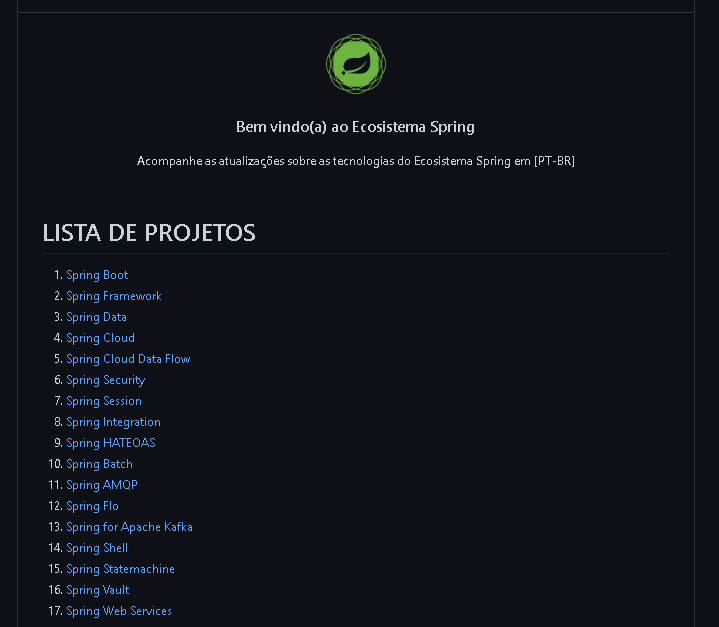 Bem vindo(a) ao Ecosistema Spring
Acompanhe as atualizações sobre as tecnologias do Ecosistema Spring em [PT-BR]
LISTA DE PROJETOS
1. Spring Boot
2. Spring Framework
3. Spring Data
4. Spring Cloud
5. Spring Cloud Data Flow
6. Spring Security
7. Spring Session
8. Spring Integration
9. Spring HATEOAS
10. Spring Batch
11. Spring AMQP
12. Spring Flo
13. Spring for Apache Kafka
14. Spring Shell
15. Spring Statemachine
16. Spring Vault
17. Spring Web Services